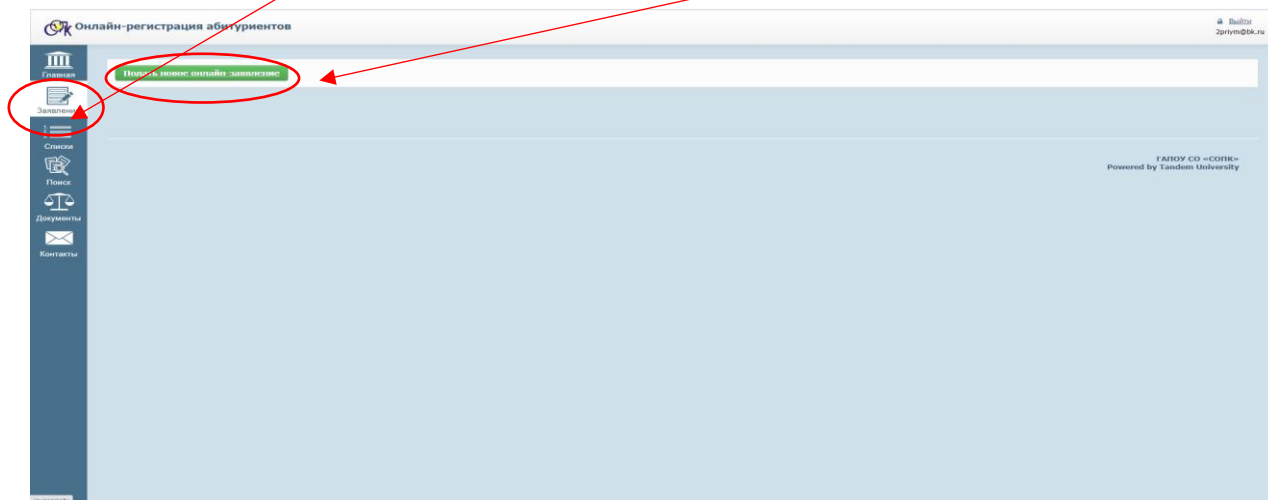 Онлайн-регистрация абитуриентов
Выйти
2priym@bk.ru
Главная
Подать новое онлайн-заявление
Заявления
Списки
Поиск
Документы
Контакты
ГАПОУ СО «СОПК»
Powered by Tandem University